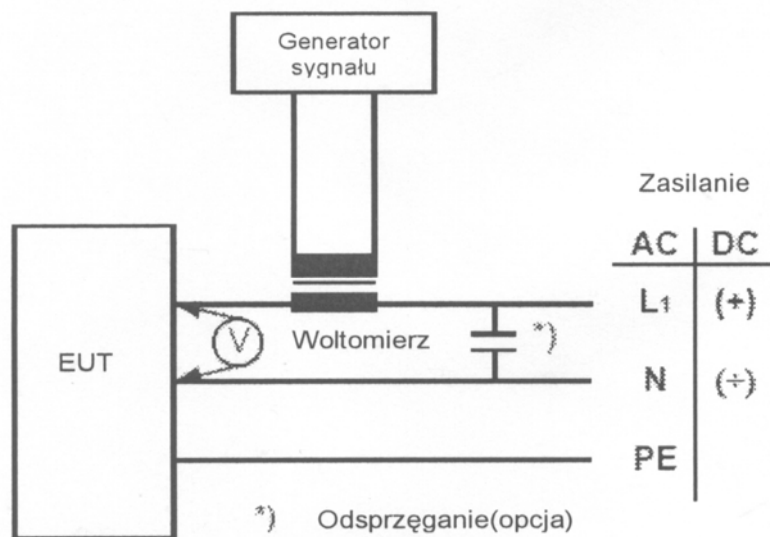 Generator
sygnału
Zasilanie
AC DC
L1 (+)
V Woltomierz *)
EUT
N (÷)
PE
*) Odsprzęganie(opcja)